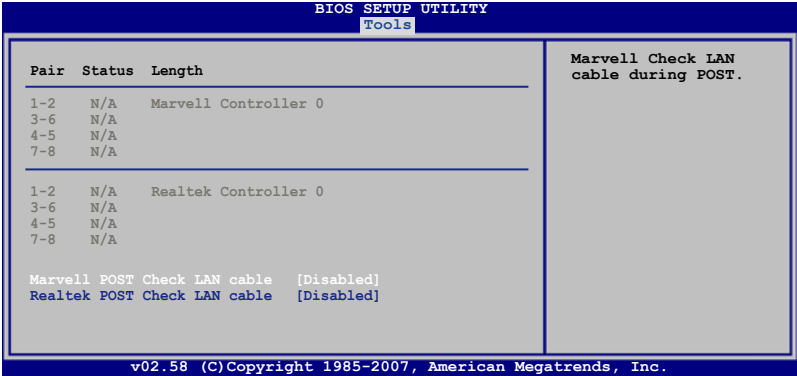 BIOS SETUP UTILITY
Tools
Pair Status Length
1-2 N/A Marvell Controller 0
3-6 N/A
4-5 N/A
7-8 N/A
1-2 N/A Realtek Controller 0
3-6 N/A
4-5 N/A
7-8 N/A
Marvell POST Check LAN cable [Disabled]
Realtek POST Check LAN cable [Disabled]
Marvell Check LAN
cable during POST.
v02.58 (C)Copyright 1985-2007, American Megatrends, Inc.